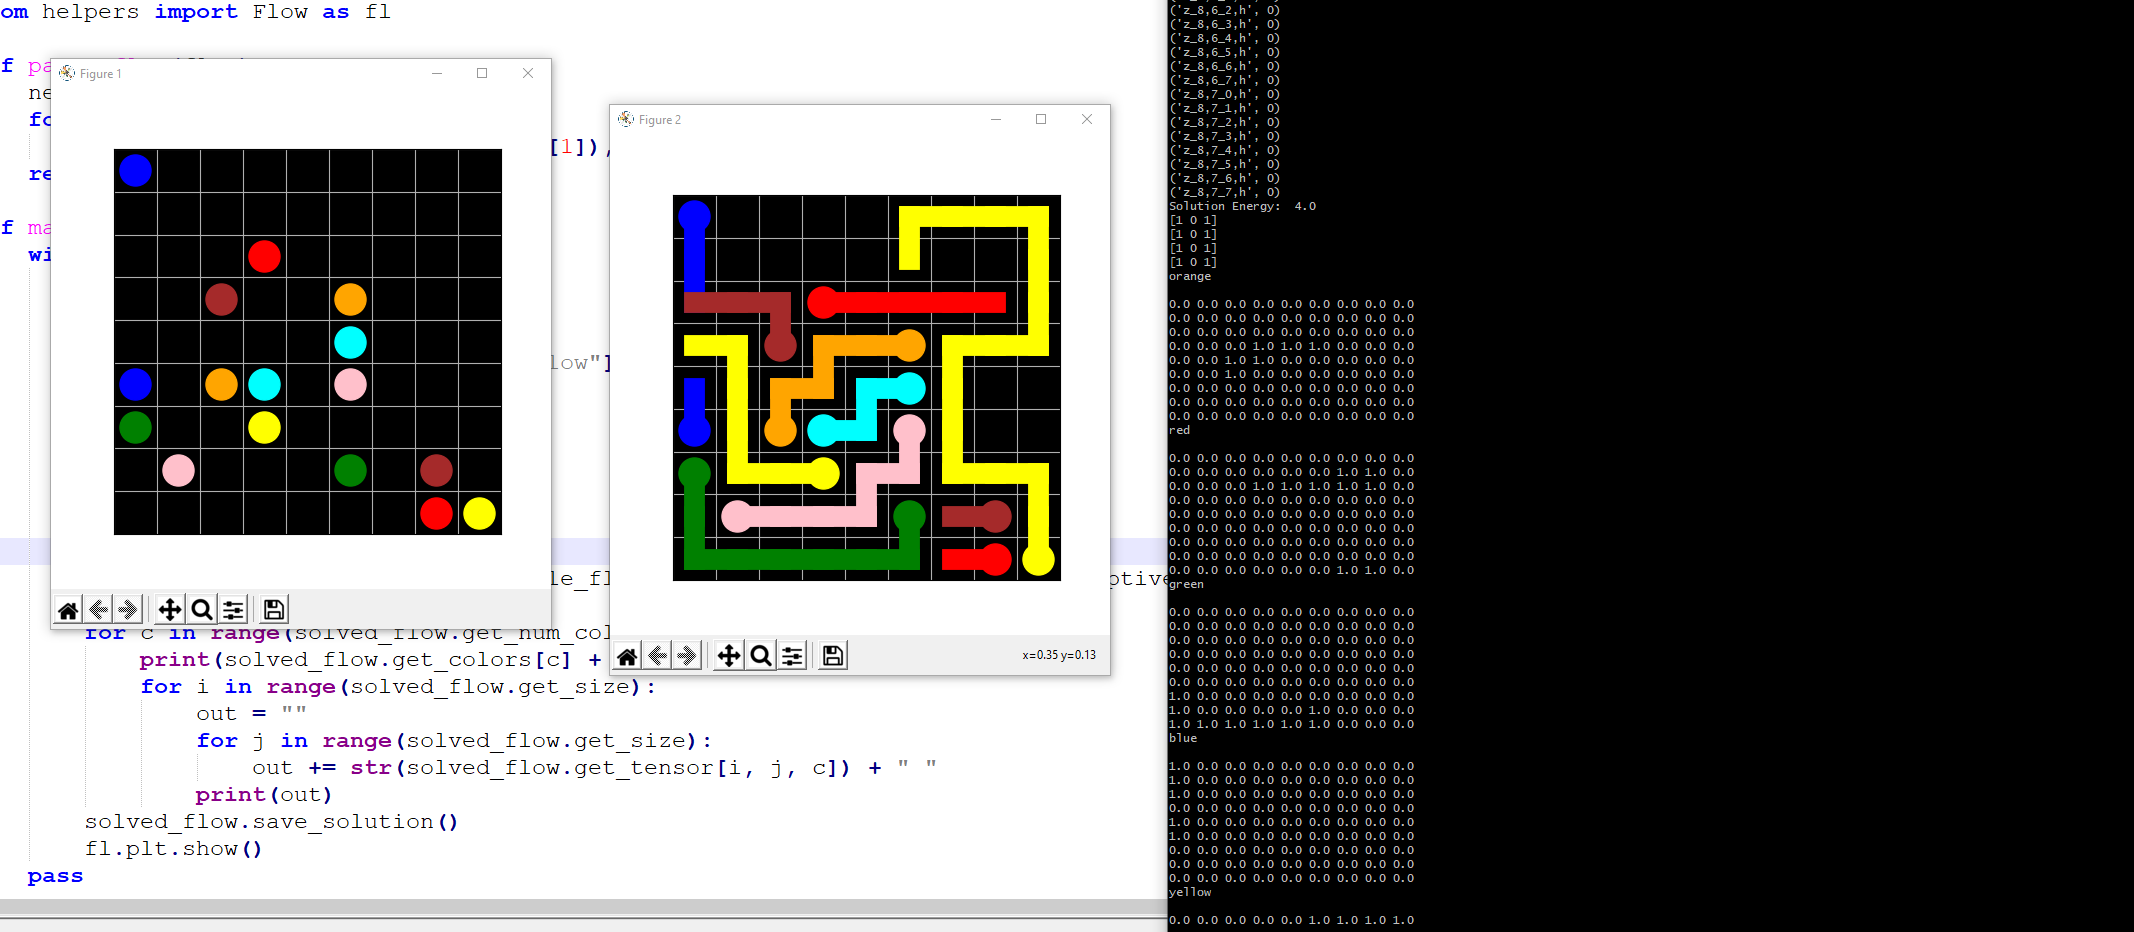 om helpers import Flow as fl
f pa
ne
fo
[1]),
re
f ma
wi
low"]
le_fl
ptive
for c in range(solved_flow.get_num_col
print(solved_flow.get_colors[c] +
for i in range(solved_flow.get_size):
out = ""
for j in range(solved_flow.get_size):
out += str(solved_flow.get_tensor[i, j, c]) + " "
print(out)
solved_flow.save_solution()
fl.plt.show()
pass
Figure 1
Figure 2
x=0.35 y=0.13
('z_8,6_2,h', 0)
('z_8,6_3,h', 0)
('z_8,6_4,h', 0)
('z_8,6_5,h', 0)
('z_8,6_6,h', 0)
('z_8,6_7,h', 0)
('z_8,7_0,h', 0)
('z_8,7_1,h', 0)
('z_8,7_2,h', 0)
('z_8,7_3,h', 0)
('z_8,7_4,h', 0)
('z_8,7_5,h', 0)
('z_8,7_6,h', 0)
('z_8,7_7,h', 0)
Solution Energy:  4.0
[1 0 1]
[1 0 1]
[1 0 1]
[1 0 1]
orange
0.0 0.0 0.0 0.0 0.0 0.0 0.0 0.0 0.0
0.0 0.0 0.0 0.0 0.0 0.0 0.0 0.0 0.0
0.0 0.0 0.0 0.0 0.0 0.0 0.0 0.0 0.0
0.0 0.0 0.0 1.0 1.0 1.0 0.0 0.0 0.0
0.0 0.0 1.0 1.0 0.0 0.0 0.0 0.0 0.0
0.0 0.0 1.0 0.0 0.0 0.0 0.0 0.0 0.0
0.0 0.0 0.0 0.0 0.0 0.0 0.0 0.0 0.0
0.0 0.0 0.0 0.0 0.0 0.0 0.0 0.0 0.0
0.0 0.0 0.0 0.0 0.0 0.0 0.0 0.0 0.0
red
0.0 0.0 0.0 0.0 0.0 0.0 0.0 0.0 0.0
0.0 0.0 0.0 0.0 0.0 0.0 1.0 1.0 0.0
0.0 0.0 0.0 1.0 1.0 1.0 1.0 1.0 0.0
0.0 0.0 0.0 0.0 0.0 0.0 0.0 0.0 0.0
0.0 0.0 0.0 0.0 0.0 0.0 0.0 0.0 0.0
0.0 0.0 0.0 0.0 0.0 0.0 0.0 0.0 0.0
0.0 0.0 0.0 0.0 0.0 0.0 0.0 0.0 0.0
0.0 0.0 0.0 0.0 0.0 0.0 0.0 0.0 0.0
0.0 0.0 0.0 0.0 0.0 0.0 1.0 1.0 0.0
green
0.0 0.0 0.0 0.0 0.0 0.0 0.0 0.0 0.0
0.0 0.0 0.0 0.0 0.0 0.0 0.0 0.0 0.0
0.0 0.0 0.0 0.0 0.0 0.0 0.0 0.0 0.0
0.0 0.0 0.0 0.0 0.0 0.0 0.0 0.0 0.0
0.0 0.0 0.0 0.0 0.0 0.0 0.0 0.0 0.0
0.0 0.0 0.0 0.0 0.0 0.0 0.0 0.0 0.0
1.0 0.0 0.0 0.0 0.0 0.0 0.0 0.0 0.0
1.0 0.0 0.0 0.0 0.0 1.0 0.0 0.0 0.0
1.0 1.0 1.0 1.0 1.0 1.0 0.0 0.0 0.0
blue
1.0 0.0 0.0 0.0 0.0 0.0 0.0 0.0 0.0
1.0 0.0 0.0 0.0 0.0 0.0 0.0 0.0 0.0
1.0 0.0 0.0 0.0 0.0 0.0 0.0 0.0 0.0
0.0 0.0 0.0 0.0 0.0 0.0 0.0 0.0 0.0
1.0 0.0 0.0 0.0 0.0 0.0 0.0 0.0 0.0
1.0 0.0 0.0 0.0 0.0 0.0 0.0 0.0 0.0
0.0 0.0 0.0 0.0 0.0 0.0 0.0 0.0 0.0
0.0 0.0 0.0 0.0 0.0 0.0 0.0 0.0 0.0
0.0 0.0 0.0 0.0 0.0 0.0 0.0 0.0 0.0
yellow
0.0 0.0 0.0 0.0 0.0 1.0 1.0 1.0 1.0